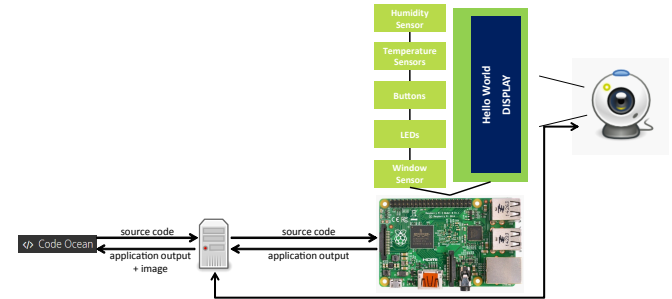 Humidity
Sensor
Temperature
Sensors
Buttons
LEDs
Window
Sensor
Hello World
DISPLAY
</> Code Ocean
source code
application output
+ image
source code
application output
HDMI